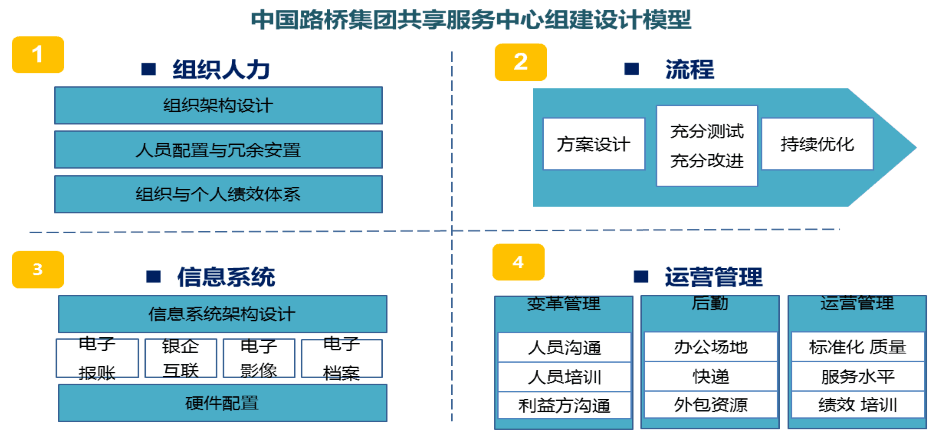 中国路桥集团共享服务中心组建设计模型
1
组织人力
组织架构设计
人员配置与冗余安置
组织与个人绩效体系
2
流程
方案设计
充分测试
充分改进
持续优化
3
信息系统
信息系统架构设计
电子
报账
银企
互联
电子
影像
电子
档案
硬件配置
4
运营管理
变革管理
人员沟通
人员培训
利益方沟通
后勤
办公场地
快递
外包资源
运营管理
标准化 质量
服务水平
绩效 培训